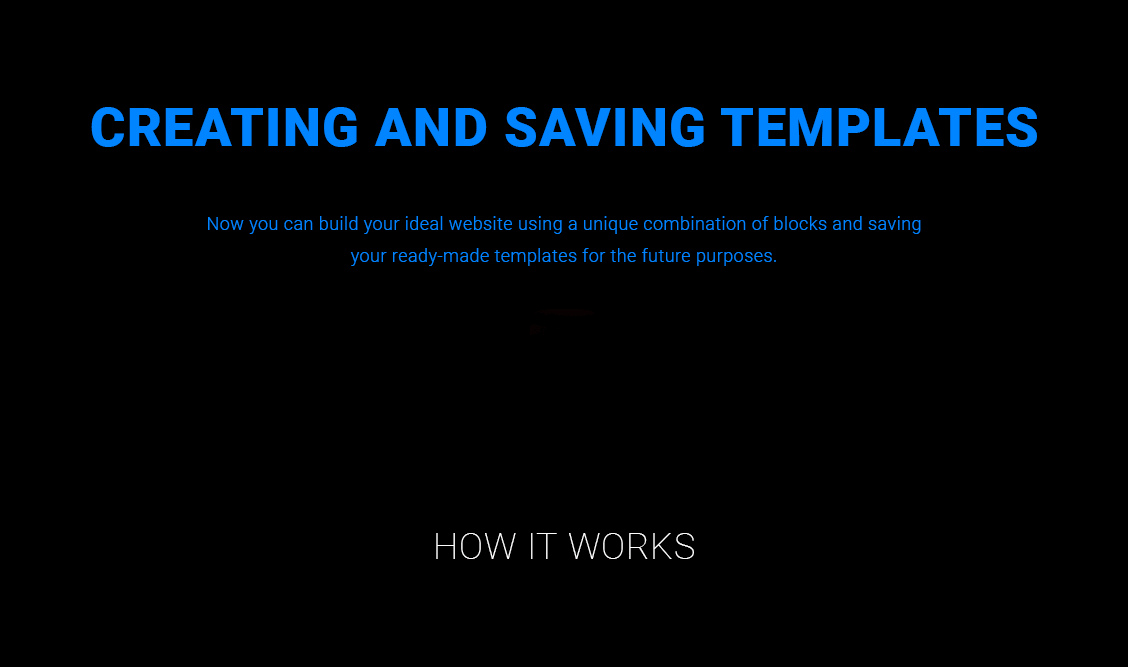 CREATING AND SAVING TEMPLATES
Now you can build your ideal website using a unique combination of blocks and saving
your ready-made templates for the future purposes.
HOW IT WORKS